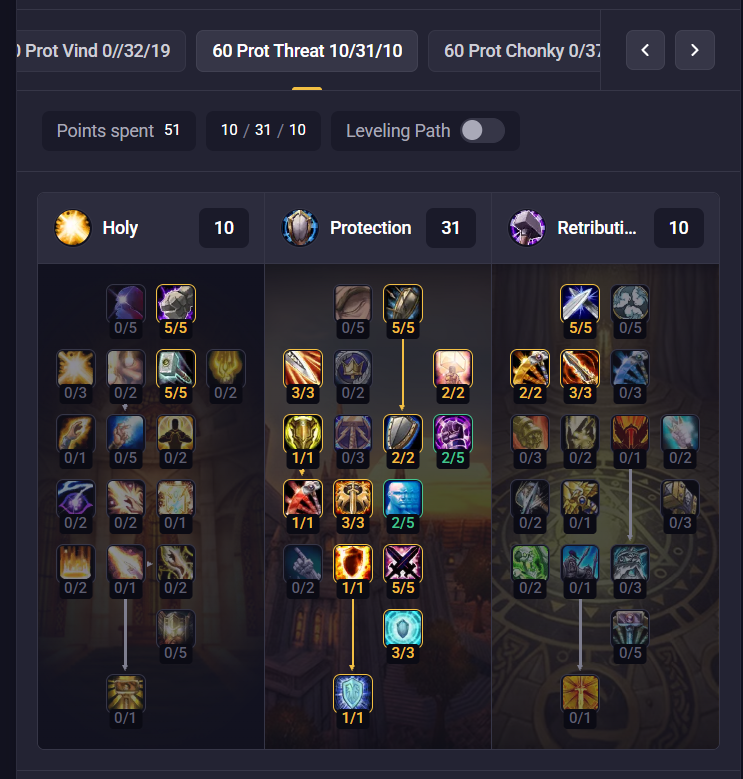 0 Prot Vind 0//32/19 60 Prot Threat 10/31/10 60 Prot Chonky 0/37
Points spent 51 10 / 31 / 10 Leveling Path
Holy 10 Protection 31 Retributi... 10
0/5 5/5 0/5 5/5 5/5 0/5
0/3 0/2 5/5 0/2 3/3 0/2 2/2 2/2 3/3 0/3
0/1 0/5 0/2 1/1 0/3 2/2 2/5 0/3 0/2 0/1 0/2
0/2 0/2 0/1 1/1 3/3 2/5 0/2 0/1 0/3
0/2 0/1 0/2 0/2 1/1 5/5 0/2 0/1 0/3
0/5 3/3 0/5
0/1 1/1 0/1